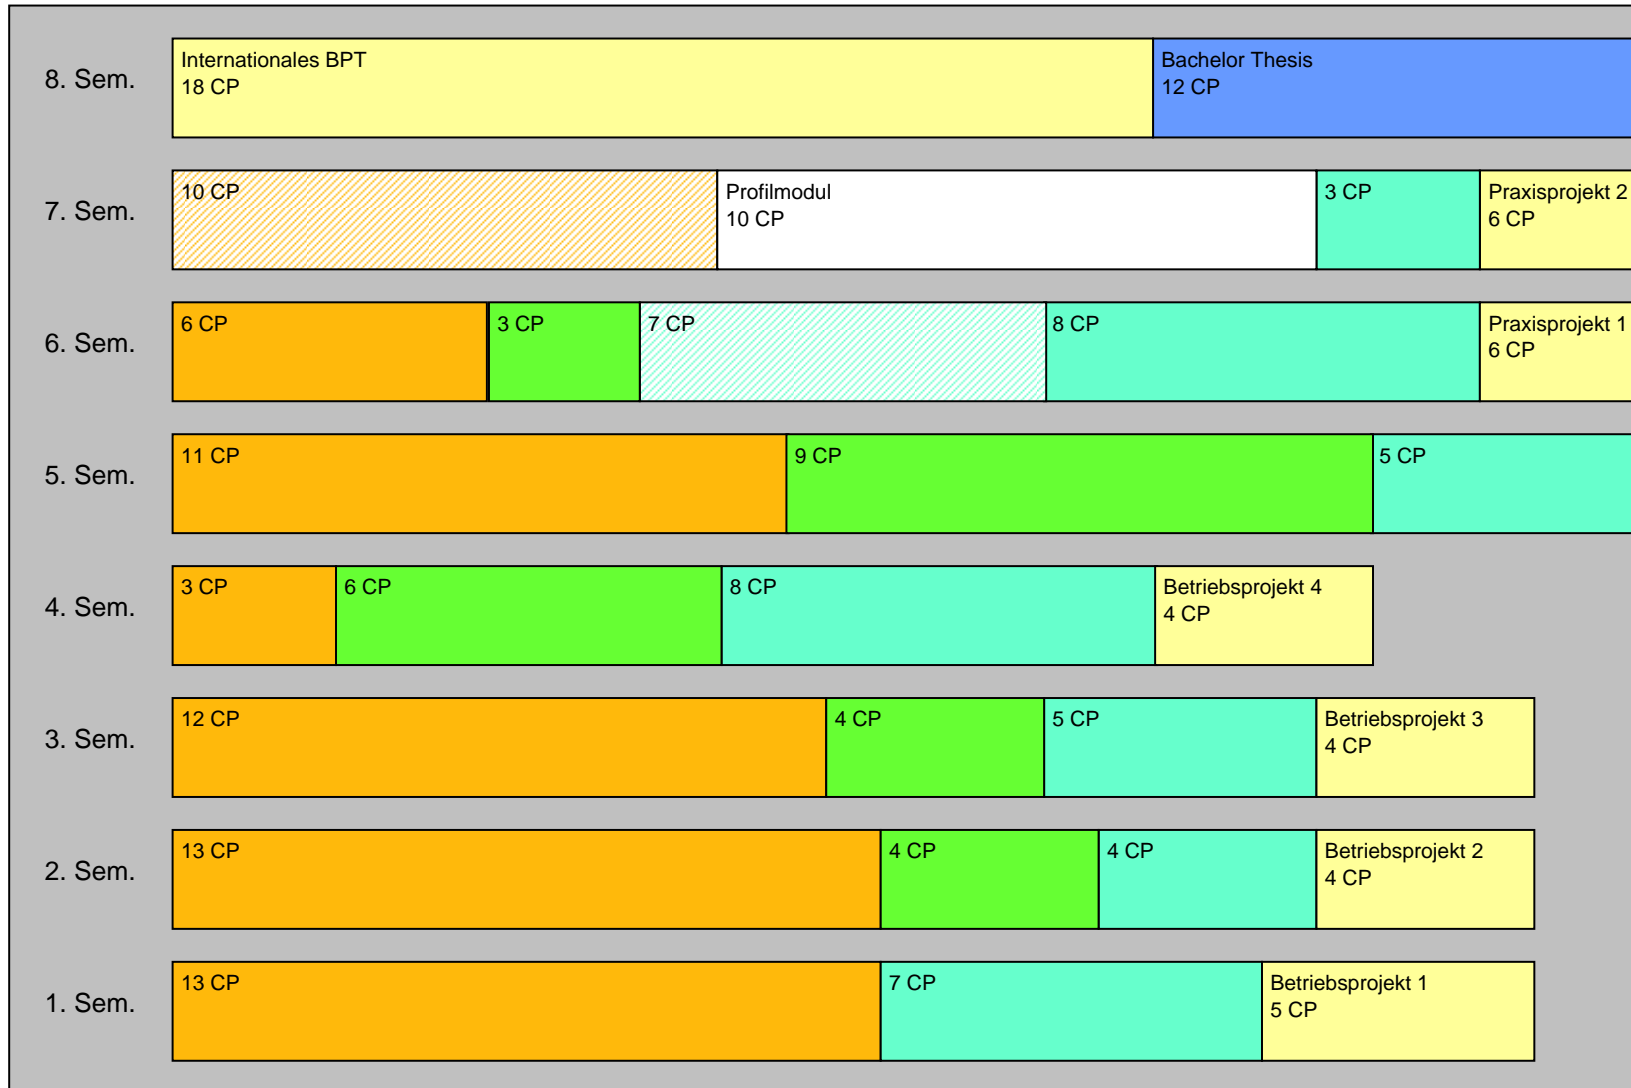 8. Sem.
Internationales BPT
18 CP
Bachelor Thesis
12 CP
7. Sem.
10 CP
Profilmodul
10 CP
3 CP
Praxisprojekt 2
6 CP
6. Sem.
6 CP
3 CP
7 CP
8 CP
Praxisprojekt 1
6 CP
5. Sem.
11 CP
9 CP
5 CP
4. Sem.
3 CP
6 CP
8 CP
Betriebsprojekt 4
4 CP
3. Sem.
12 CP
4 CP
5 CP
Betriebsprojekt 3
4 CP
2. Sem.
13 CP
4 CP
4 CP
Betriebsprojekt 2
4 CP
1. Sem.
13 CP
7 CP
Betriebsprojekt 1
5 CP